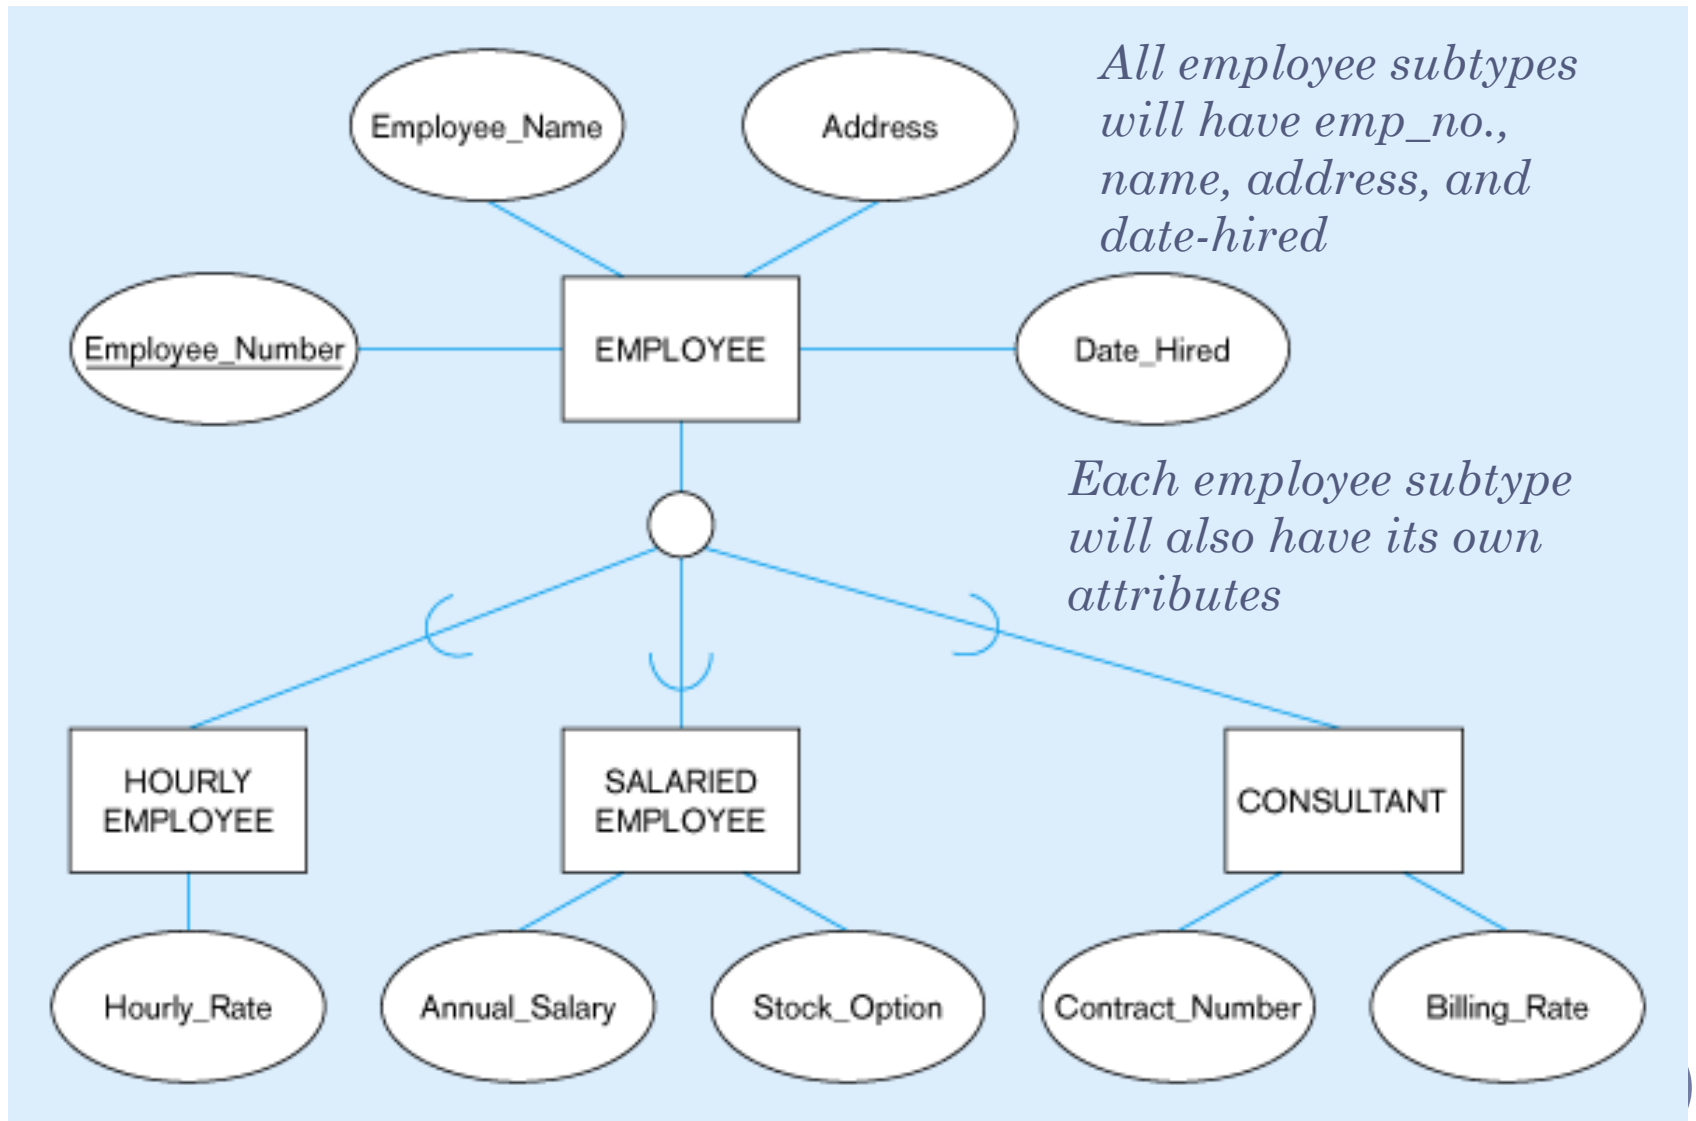 All employee subtypes
will have emp_no.,
name, address, and
date-hired
Employee_Name
Address
Employee_Number
EMPLOYEE
Date_Hired
Each employee subtype
will also have its own
attributes
HOURLY
EMPLOYEE
SALARIED
EMPLOYEE
CONSULTANT
Hourly_Rate
Annual_Salary
Stock_Option
Contract_Number
Billing_Rate